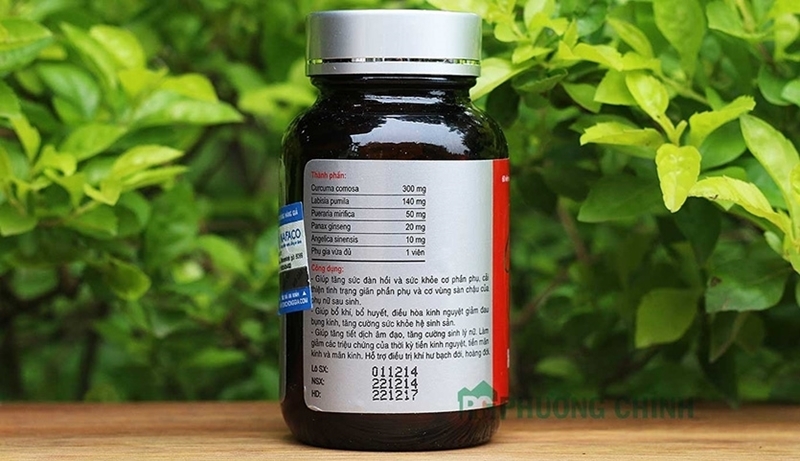 Thành phần:
Curcuma comosa 300 mg
Labisia pumila 140 mg
Pueraria mirifica 50 mg
Panax ginseng 20 mg
Angelica sinensis 10 mg
Phụ gia vừa đủ 1 viên
Công dụng:
- Giúp tăng sức đàn hồi và sức khỏe cơ phần phụ, cải
thiện tình trạng giãn phần phụ và cơ vùng sàn chậu của
phụ nữ sau sinh.
- Giúp bổ khí, bổ huyết, điều hòa kinh nguyệt giảm đau
bụng kinh, tăng cường sức khỏe hệ sinh sản.
- Giúp tăng tiết dịch âm đạo, tăng cường sinh lý nữ. Làm
giảm các triệu chứng của thời kỳ tiền kinh nguyệt, tiền mãn
kinh và mãn kinh. Hỗ trợ điều trị khí hư bạch đới, hoàng đới.
Lô SX: 011214
NSX: 221214
HD: 221217
PHUONG CHINH